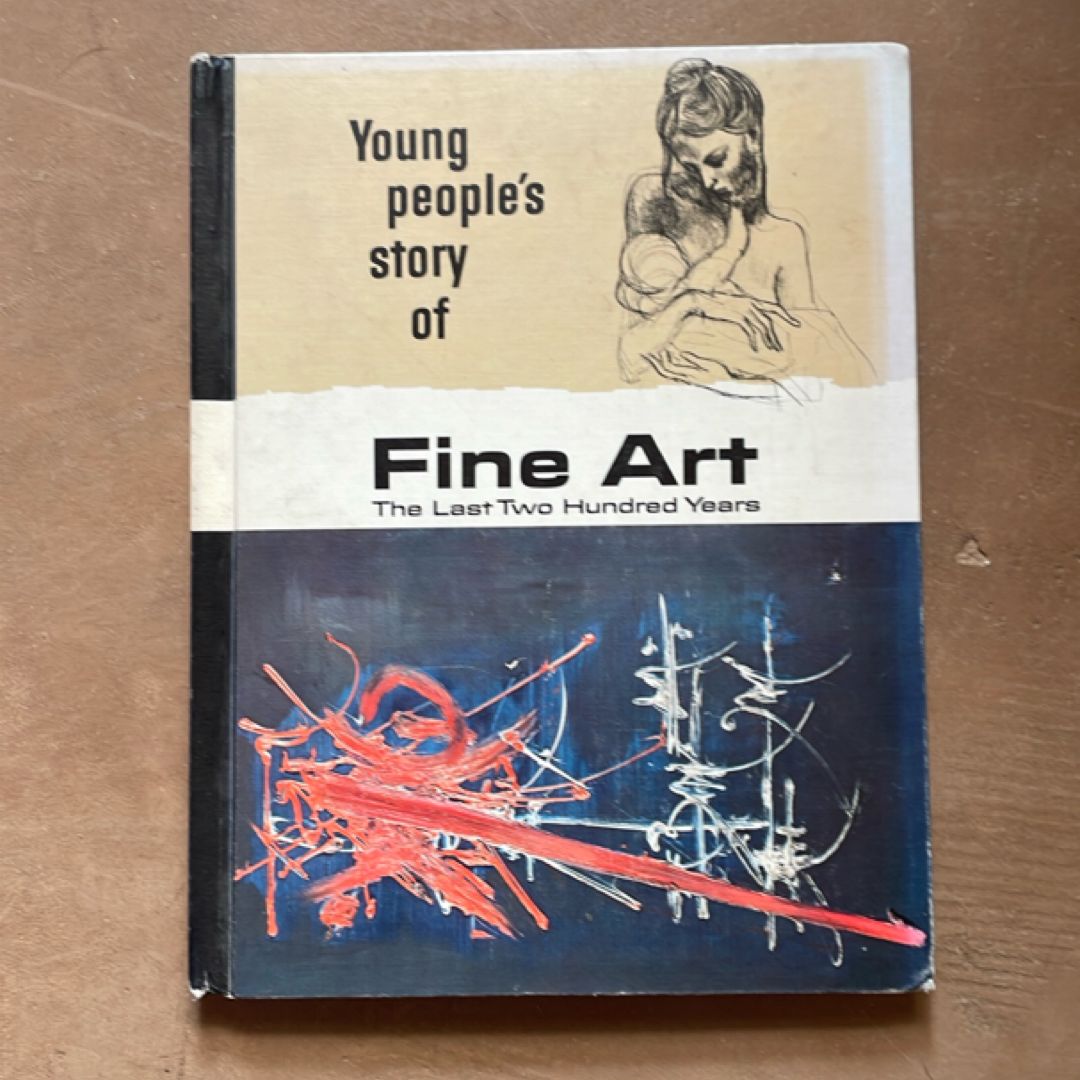 Young
people's
story
of
Fine Art
The Last Two Hundred Years